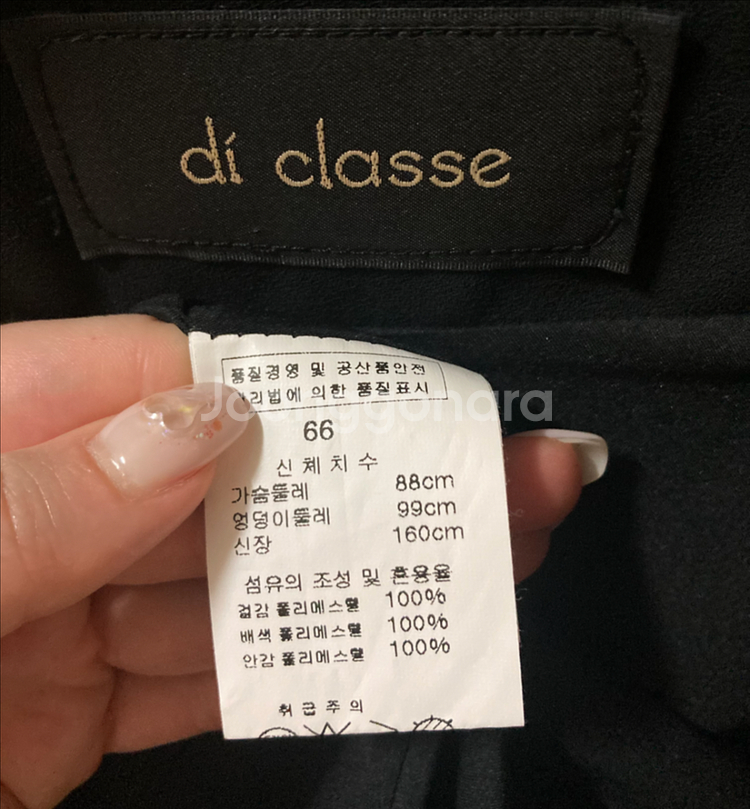 di classe
품질경영 및 공산품안전
관리법에 의한 품질표시
Joonggonara
66
신체치수
가슴둘레 88cm
엉덩이둘레 99cm
신장 160cm
섬유의 조성 및 혼용율
겉감 폴리에스텔 100%
배색 폴리에스텔 100%
안감 폴리에스텔 100%
취급주의